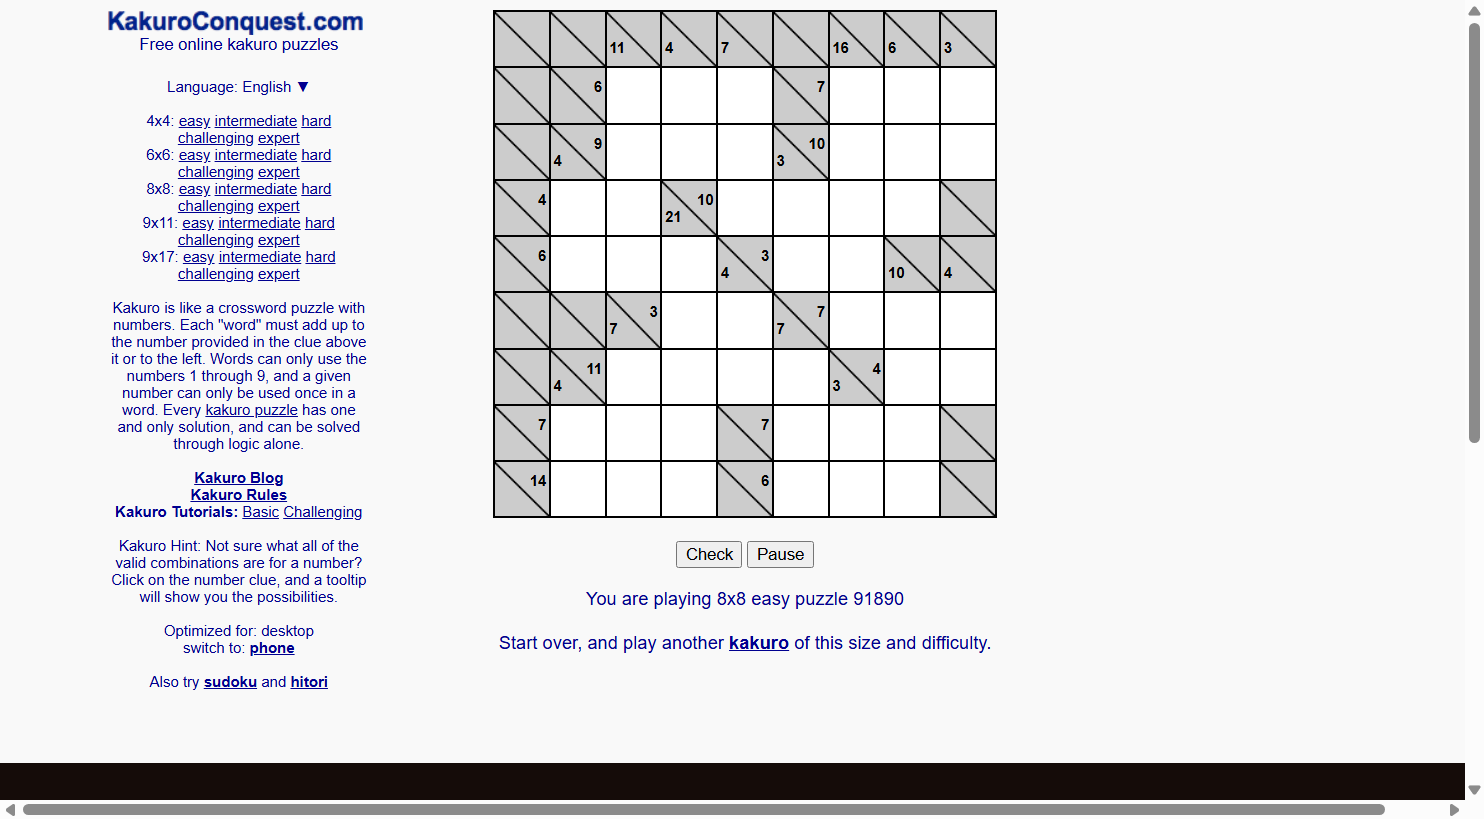 KakuroConquest.com
Free online kakuro puzzles
Language: English ▼
4x4: easy intermediate hard
challenging expert
6x6: easy intermediate hard
challenging expert
8x8: easy intermediate hard
challenging expert
9x11: easy intermediate hard
challenging expert
9x17: easy intermediate hard
challenging expert
Kakuro is like a crossword puzzle with
numbers. Each "word" must add up to
the number provided in the clue above
it or to the left. Words can only use the
numbers 1 through 9, and a given
number can only be used once in a
word. Every kakuro puzzle has one
and only solution, and can be solved
through logic alone.
Kakuro Blog
Kakuro Rules
Kakuro Tutorials: Basic Challenging
Kakuro Hint: Not sure what all of the
valid combinations are for a number?
Click on the number clue, and a tooltip
will show you the possibilities.
Optimized for: desktop
switch to: phone
Also try sudoku and hitori
11 4 7 16 6 3
6 7
9 10
4 3
4 10
21
6 3
4 10 4
3 7
7 7
11 4
4 3
7 7
14 6
Check Pause
You are playing 8x8 easy puzzle 91890
Start over, and play another kakuro of this size and difficulty.